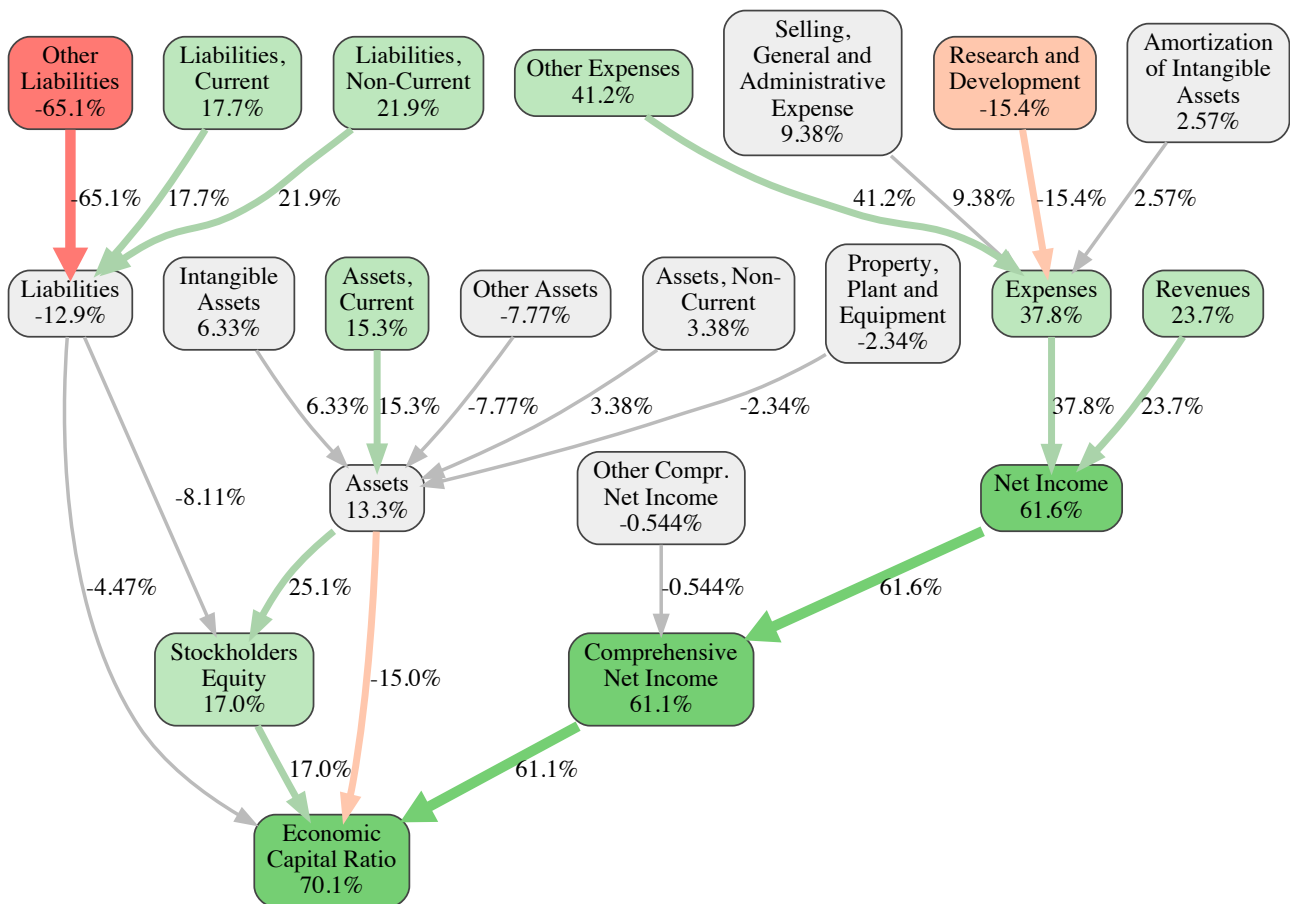 Other
Liabilities
-65.1%
Liabilities,
Current
17.7%
Liabilities,
Non-Current
21.9%
Other Expenses
41.2%
Selling,
General and
Administrative
Expense
9.38%
Research and
Development
-15.4%
Amortization
of Intangible
Assets
2.57%
-65.1%
17.7%
21.9%
41.2%
9.38%
-15.4%
2.57%
Liabilities
-12.9%
Intangible
Assets
6.33%
Assets,
Current
15.3%
Other Assets
-7.77%
Assets, Non-
Current
3.38%
Property,
Plant and
Equipment
-2.34%
Expenses
37.8%
Revenues
23.7%
6.33%
15.3%
-7.77%
3.38%
-2.34%
37.8%
23.7%
-8.11%
Assets
13.3%
Other Compr.
Net Income
-0.544%
Net Income
61.6%
-4.47%
25.1%
-0.544%
61.6%
Stockholders
Equity
17.0%
-15.0%
Comprehensive
Net Income
61.1%
17.0%
61.1%
Economic
Capital Ratio
70.1%